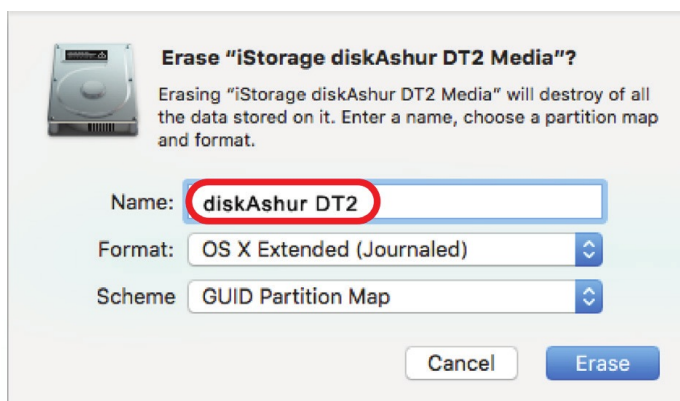 Erase “iStorage diskAshur DT2 Media”?
Erasing “iStorage diskAshur DT2 Media” will destroy of all
the data stored on it. Enter a name, choose a partition map
and format.
Name: diskAshur DT2
Format: OS X Extended (Journaled)
Scheme GUID Partition Map
Cancel Erase